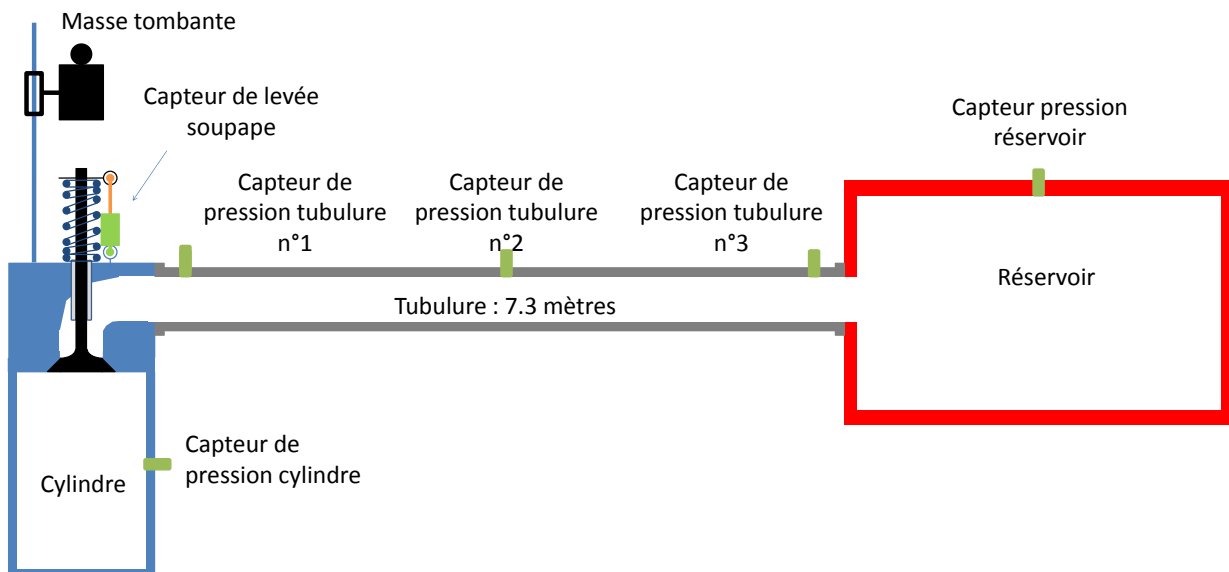 Masse tombante
Capteur de levée
soupape
Capteur de
pression tubulure
n°1
Capteur de
pression tubulure
n°2
Capteur de
pression tubulure
n°3
Capteur pression
réservoir
Réservoir
Tubulure : 7.3 mètres
Capteur de
pression cylindre
Cylindre